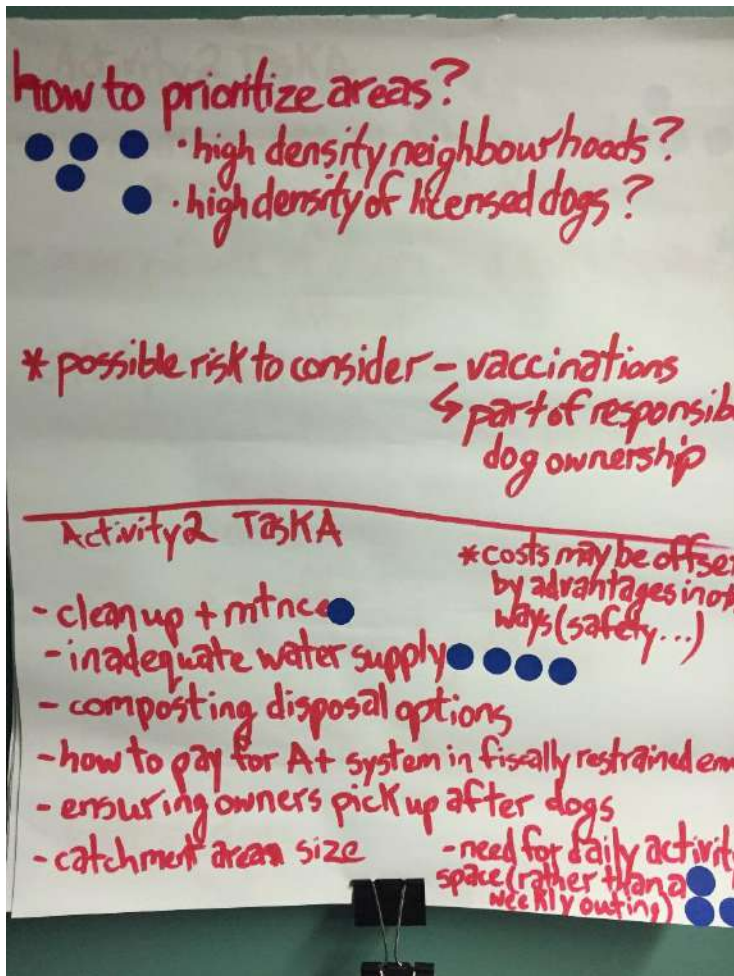 how to prioritize areas?
· high density neighbourhoods?
· high density of licensed dogs?
* possible risk to consider – vaccinations
↳ part of responsib
dog ownership
Activity 2 TASKA
* costs may be offset
by advantages in ot
ways (safety...)
- clean up + mtnce
- inadequate water supply
- composting disposal options
- how to pay for A+ system in fiscally restrained env
- ensuring owners pick up after dogs
- catchment area size
- need for daily activit
space (rather than a
weekly outing)